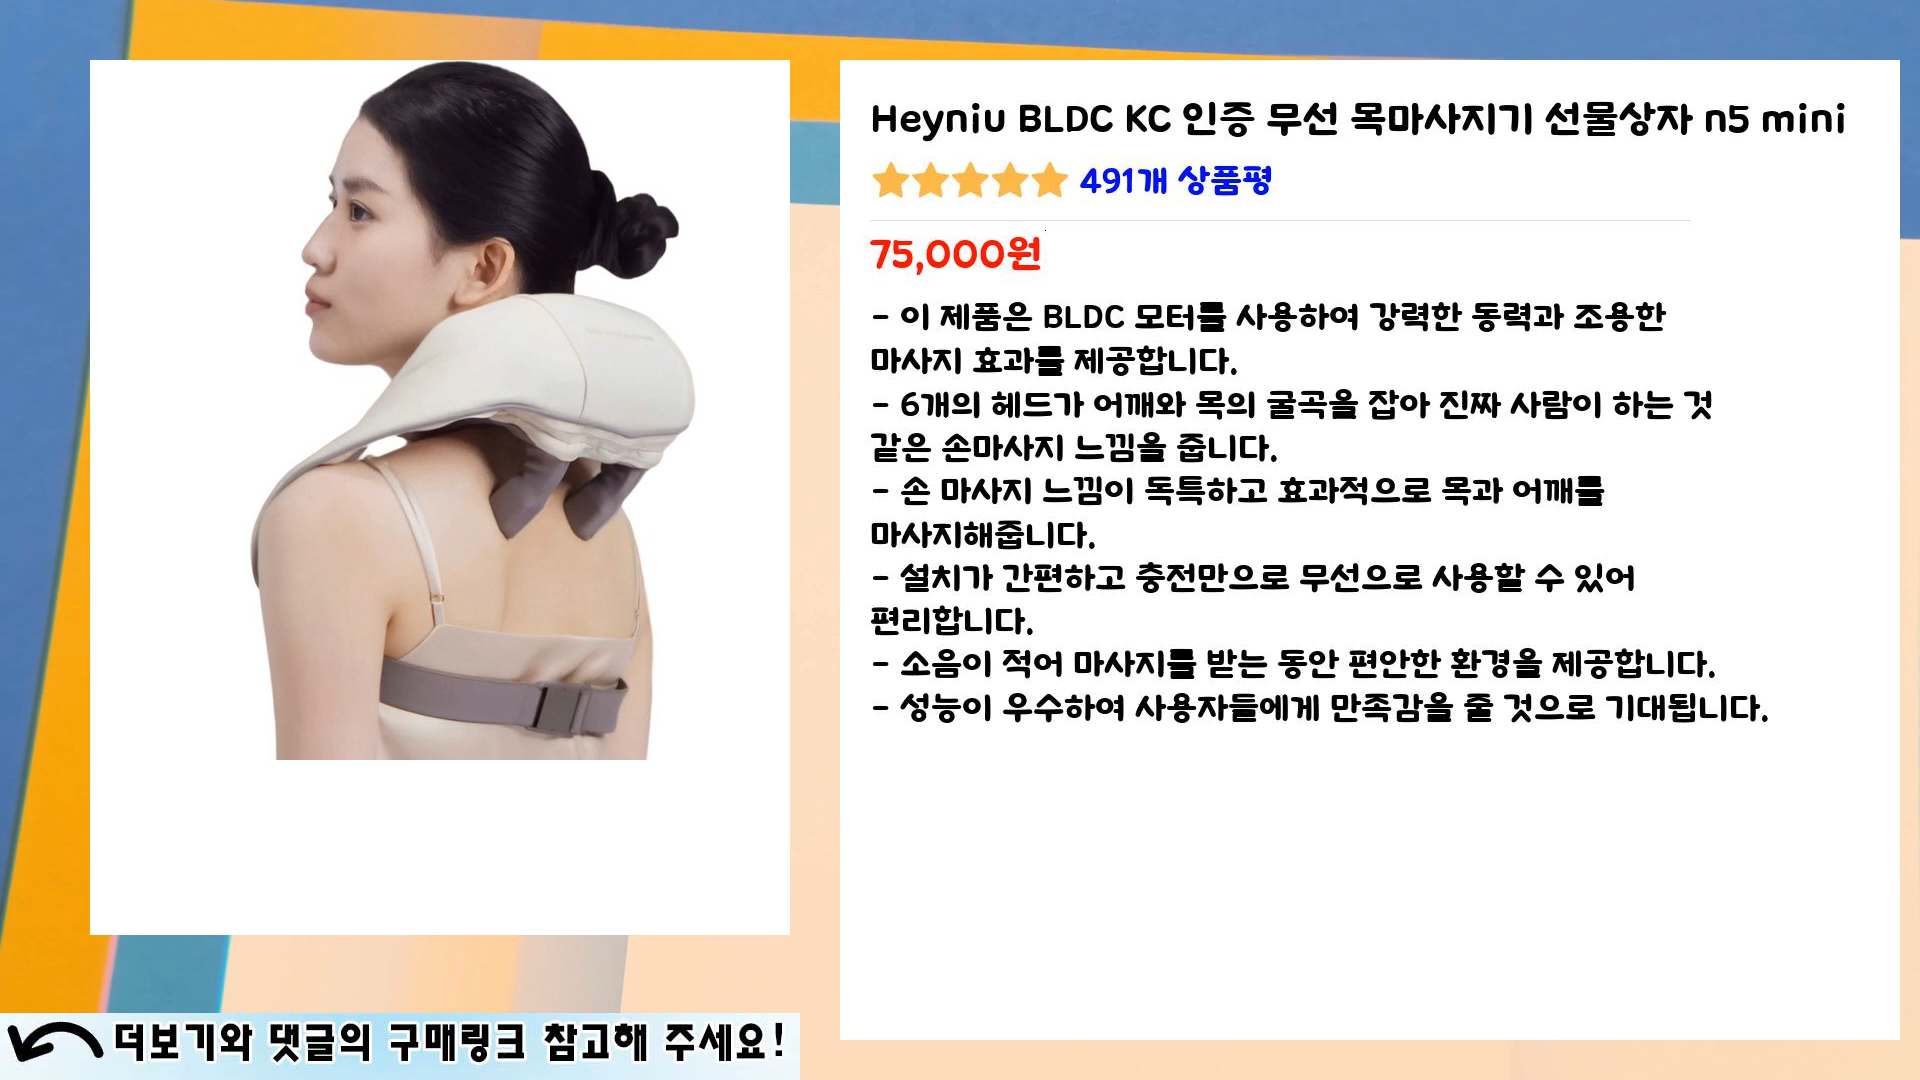 Heyniu BLDC KC 인증 무선 목마사지기 선물상자 n5 mini
491개 상품평
75,000원
- 이 제품은 BLDC 모터를 사용하여 강력한 동력과 조용한
마사지 효과를 제공합니다.
- 6개의 헤드가 어깨와 목의 굴곡을 잡아 진짜 사람이 하는 것
같은 손마사지 느낌을 줍니다.
- 손 마사지 느낌이 독특하고 효과적으로 목과 어깨를
마사지해줍니다.
- 설치가 간편하고 충전만으로 무선으로 사용할 수 있어
편리합니다.
- 소음이 적어 마사지를 받는 동안 편안한 환경을 제공합니다.
- 성능이 우수하여 사용자들에게 만족감을 줄 것으로 기대됩니다.
더보기와 댓글의 구매링크 참고해 주세요!